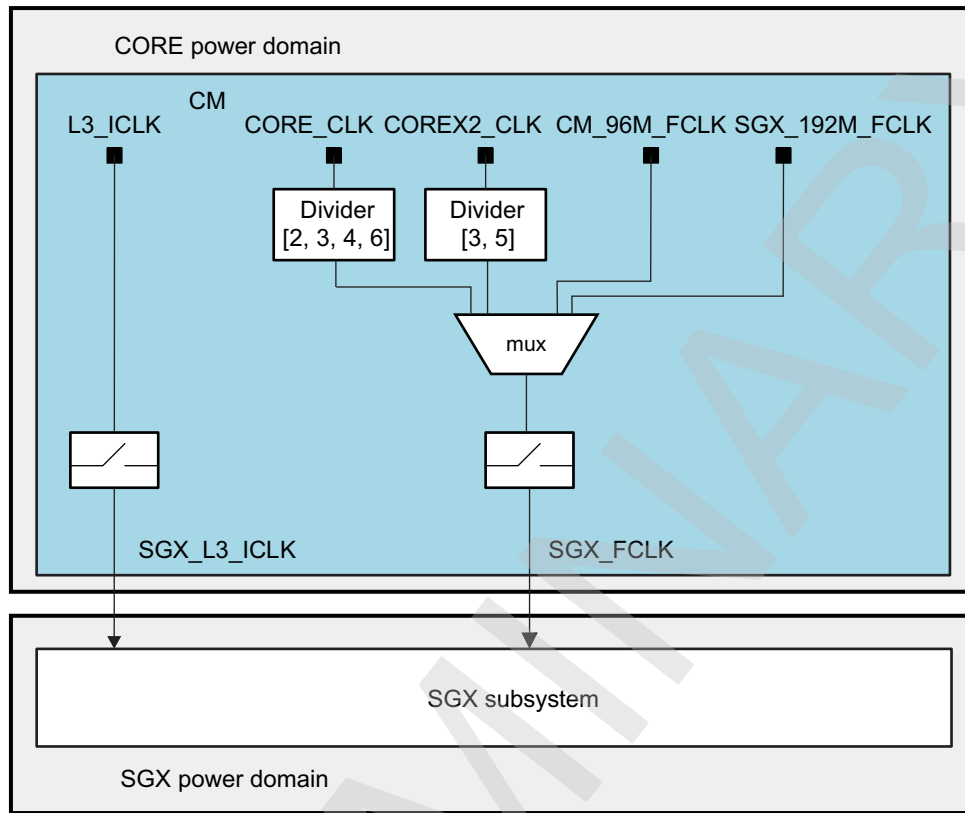 CORE power domain
CM
L3_ICLK CORE_CLK COREX2_CLK CM_96M_FCLK SGX_192M_FCLK
Divider Divider
[2, 3, 4, 6] [3, 5]
mux
SGX_L3_ICLK SGX_FCLK
SGX subsystem
SGX power domain
MINARY